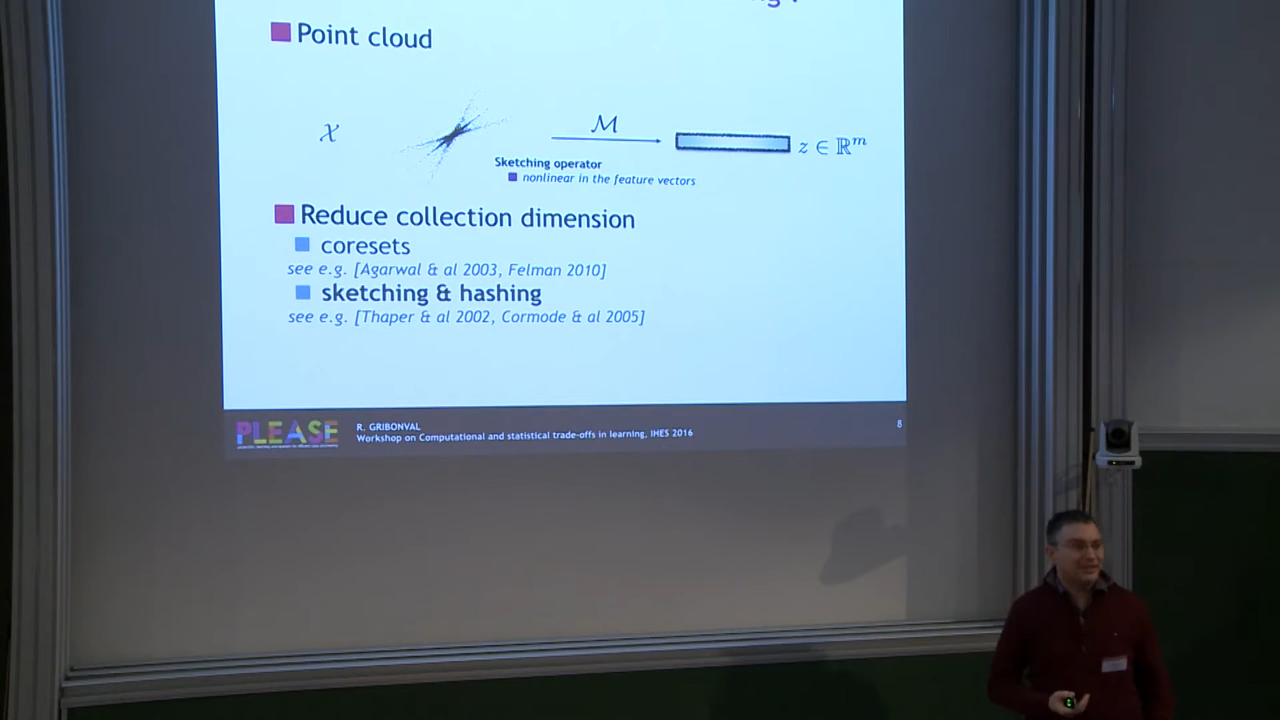 Point cloud
𝒳
ℳ
z ∈ ℝᵐ
Sketching operator
nonlinear in the feature vectors
Reduce collection dimension
coresets
see e.g. [Agarwal & al 2003, Felman 2010]
sketching & hashing
see e.g. [Thaper & al 2002, Cormode & al 2005]
PLEASE
R. GRIBONVAL
Workshop on Computational and statistical trade-offs in learning, IHES 2016
8